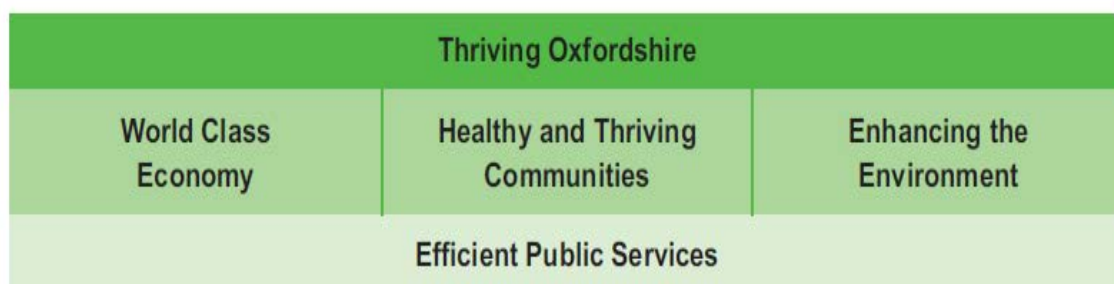 Thriving Oxfordshire
World Class
Economy
Healthy and Thriving
Communities
Enhancing the
Environment
Efficient Public Services